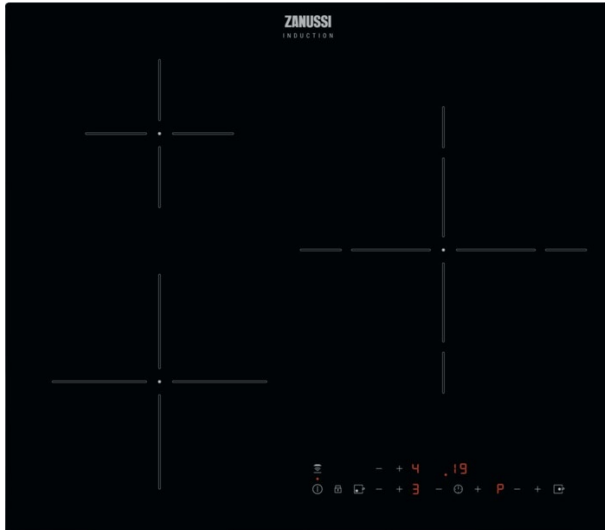 ZANUSSI
INDUCTION
- + 4 .19
- + 3 - + P - +